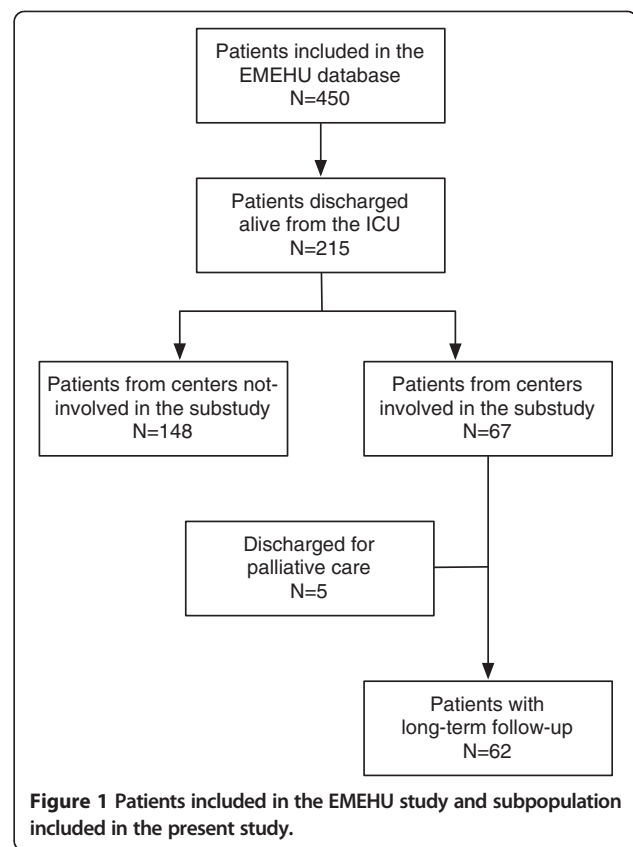 Patients included in the
EMEHU database
N=450
Patients discharged
alive from the ICU
N=215
Patients from centers not-
involved in the substudy
N=148
Patients from centers
involved in the substudy
N=67
Discharged for
palliative care
N=5
Patients with
long-term follow-up
N=62
Figure 1 Patients included in the EMEHU study and subpopulation
included in the present study.